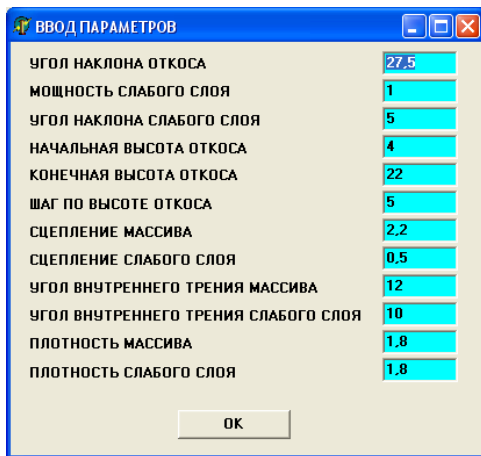 ВВОД ПАРАМЕТРОВ
УГОЛ НАКЛОНА ОТКОСА 27,5
МОЩНОСТЬ СЛАБОГО СЛОЯ 1
УГОЛ НАКЛОНА СЛАБОГО СЛОЯ 5
НАЧАЛЬНАЯ ВЫСОТА ОТКОСА 4
КОНЕЧНАЯ ВЫСОТА ОТКОСА 22
ШАГ ПО ВЫСОТЕ ОТКОСА 5
СЦЕПЛЕНИЕ МАССИВА 2,2
СЦЕПЛЕНИЕ СЛАБОГО СЛОЯ 0,5
УГОЛ ВНУТРЕННЕГО ТРЕНИЯ МАССИВА 12
УГОЛ ВНУТРЕННЕГО ТРЕНИЯ СЛАБОГО СЛОЯ 10
ПЛОТНОСТЬ МАССИВА 1,8
ПЛОТНОСТЬ СЛАБОГО СЛОЯ 1,8
OK